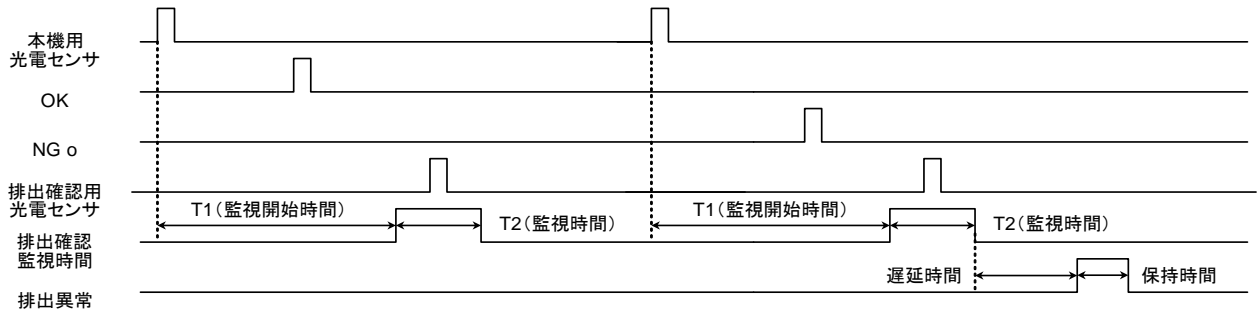 本機用
光電センサ
OK
NG o
排出確認用
光電センサ
T1(監視開始時間)
T2(監視時間)
T1(監視開始時間)
T2(監視時間)
排出確認
監視時間
遅延時間
保持時間
排出異常